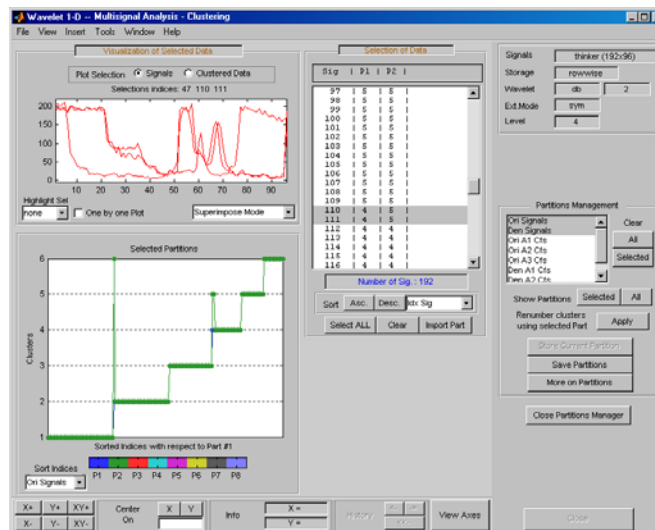 Wavelet 1-D -- Multisignal Analysis - Clustering
File View Insert Tools Window Help
Visualization of Selected Data
Plot Selection Signals Clustered Data
Selections indices: 47 110 111
200
150
100
50
0
10 20 30 40 50 60 70 80 90
Highlight Sel
none One by one Plot Superimpose Mode
Selected Partitions
6
5
4
3
2
1
Clusters
Sorted Indices with respect to Part #1
Sort Indices
Ori Signals
P1 P2 P3 P4 P5 P6 P7 P8
Selection of Data
Sig | P1 | P2 |
97 | 5 | 5 |
98 | 5 | 5 |
99 | 5 | 5 |
100 | 5 | 5 |
101 | 5 | 5 |
102 | 5 | 5 |
103 | 5 | 5 |
104 | 5 | 5 |
105 | 5 | 5 |
106 | 5 | 5 |
107 | 5 | 5 |
108 | 5 | 5 |
109 | 5 | 5 |
110 | 4 | 5 |
111 | 4 | 5 |
112 | 4 | 4 |
113 | 4 | 4 |
114 | 4 | 4 |
115 | 4 | 4 |
116 | 4 | 4 |
Number of Sig.: 192
Sort Asc. Desc. Idx Sig
Select ALL Clear Import Part
Signals thinker (192x96)
Storage rowwise
Wavelet db 2
Ext.Mode sym
Level 4
Partitions Management
Ori Signals
Den Signals
Ori A1 Cfs
Ori A2 Cfs
Ori A3 Cfs
Den A1 Cfs
Clear
All
Selected
Show Partitions Selected All
Renumber clusters
using selected Part Apply
Store Current Partition
Save Partitions
More on Partitions
Close Partitions Manager
X+ Y+ XY+
X- Y- XY-
Center
On
X Y
Info
X =
Y =
History
View Axes
Close